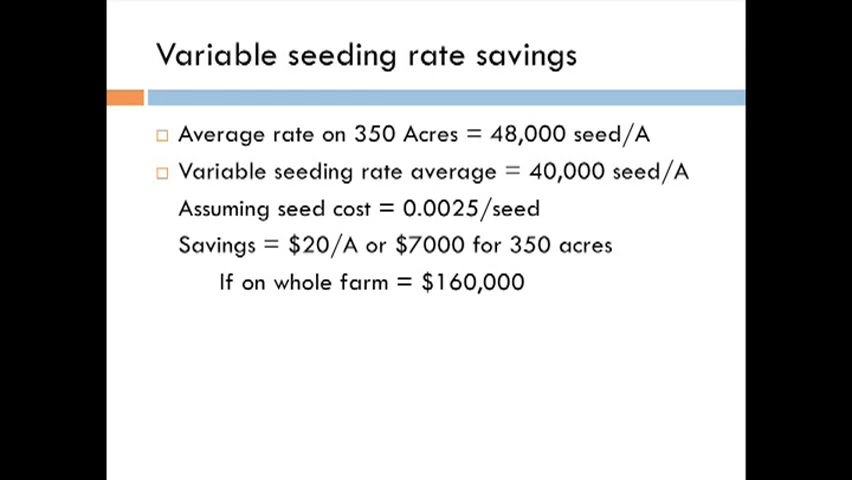 Variable seeding rate savings
Average rate on 350 Acres = 48,000 seed/A
Variable seeding rate average = 40,000 seed/A
Assuming seed cost = 0.0025/seed
Savings = $20/A or $7000 for 350 acres
If on whole farm = $160,000